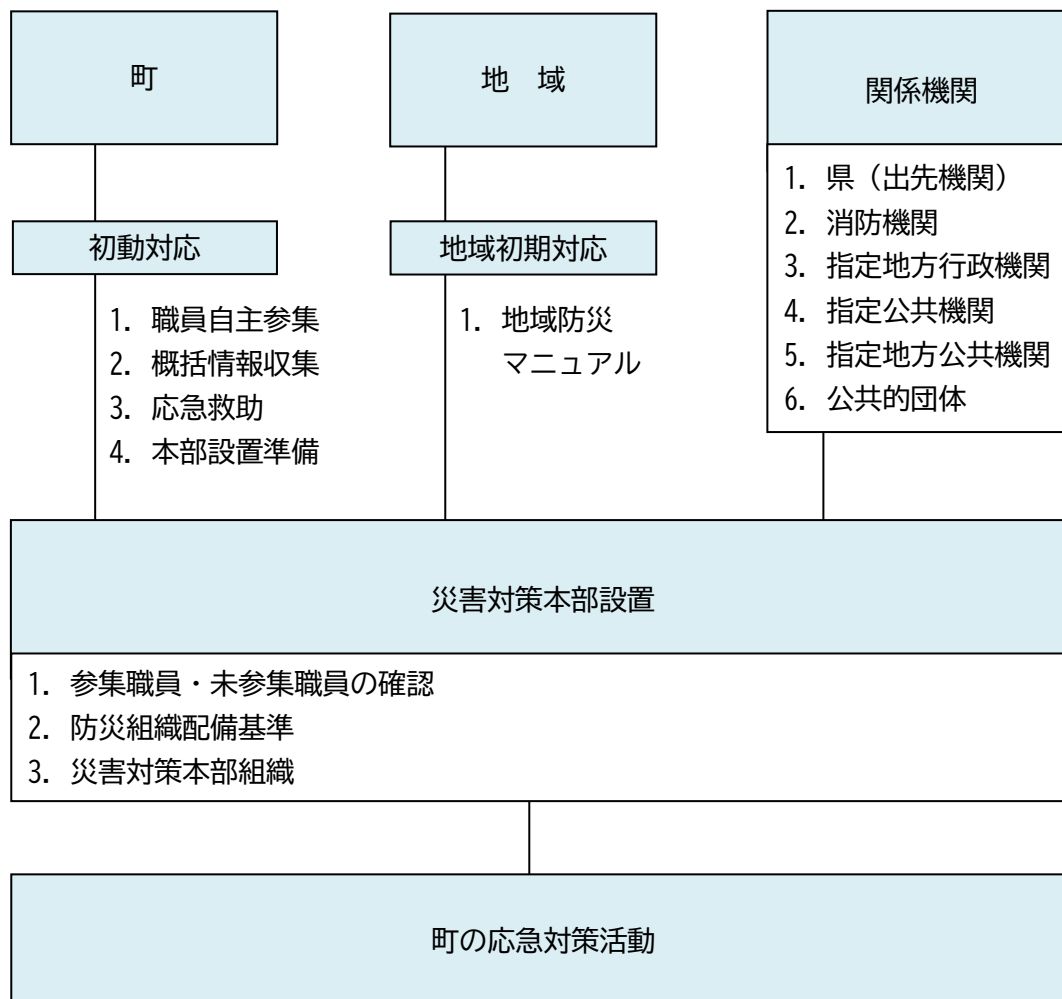 町
初動対応
1. 職員自主参集
2. 概括情報収集
3. 応急救助
4. 本部設置準備
地　域
地域初期対応
1. 地域防災
マニュアル
関係機関
1. 県（出先機関）
2. 消防機関
3. 指定地方行政機関
4. 指定公共機関
5. 指定地方公共機関
6. 公共的団体
災害対策本部設置
1. 参集職員・未参集職員の確認
2. 防災組織配備基準
3. 災害対策本部組織
町の応急対策活動